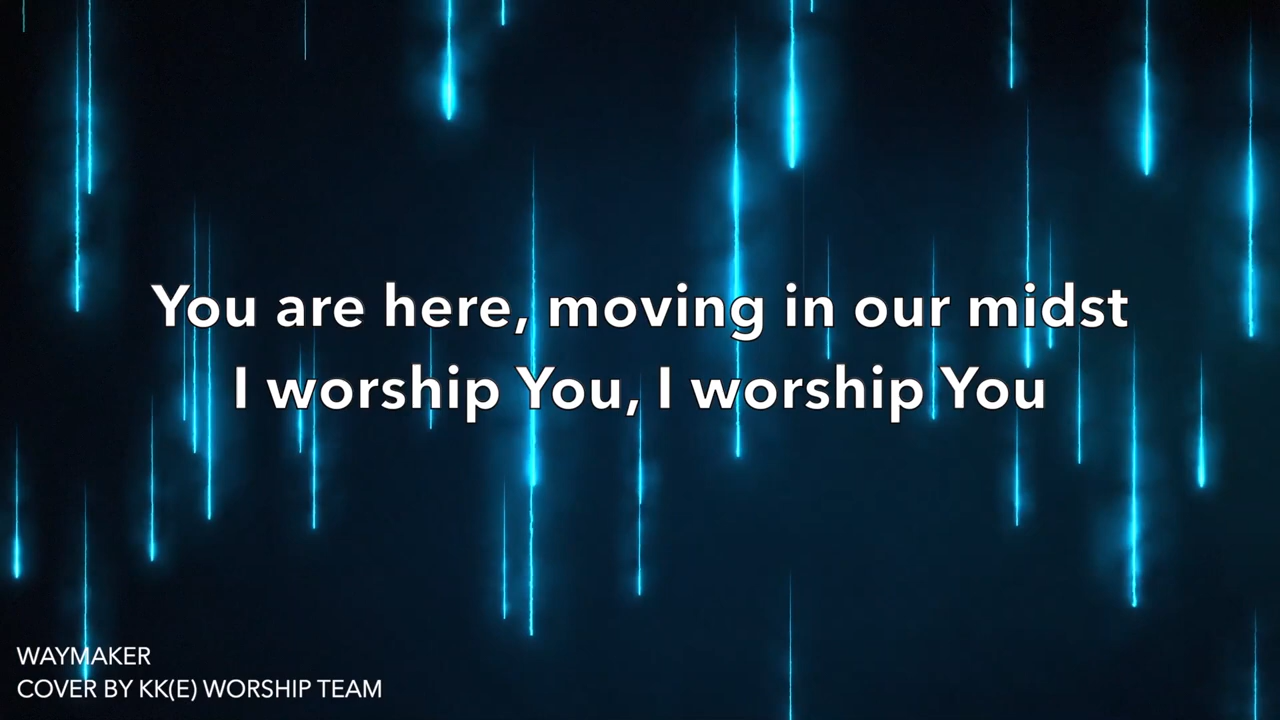 You are here, moving in our midst
I worship You, I worship You
WAYMAKER
COVER BY KK(E) WORSHIP TEAM